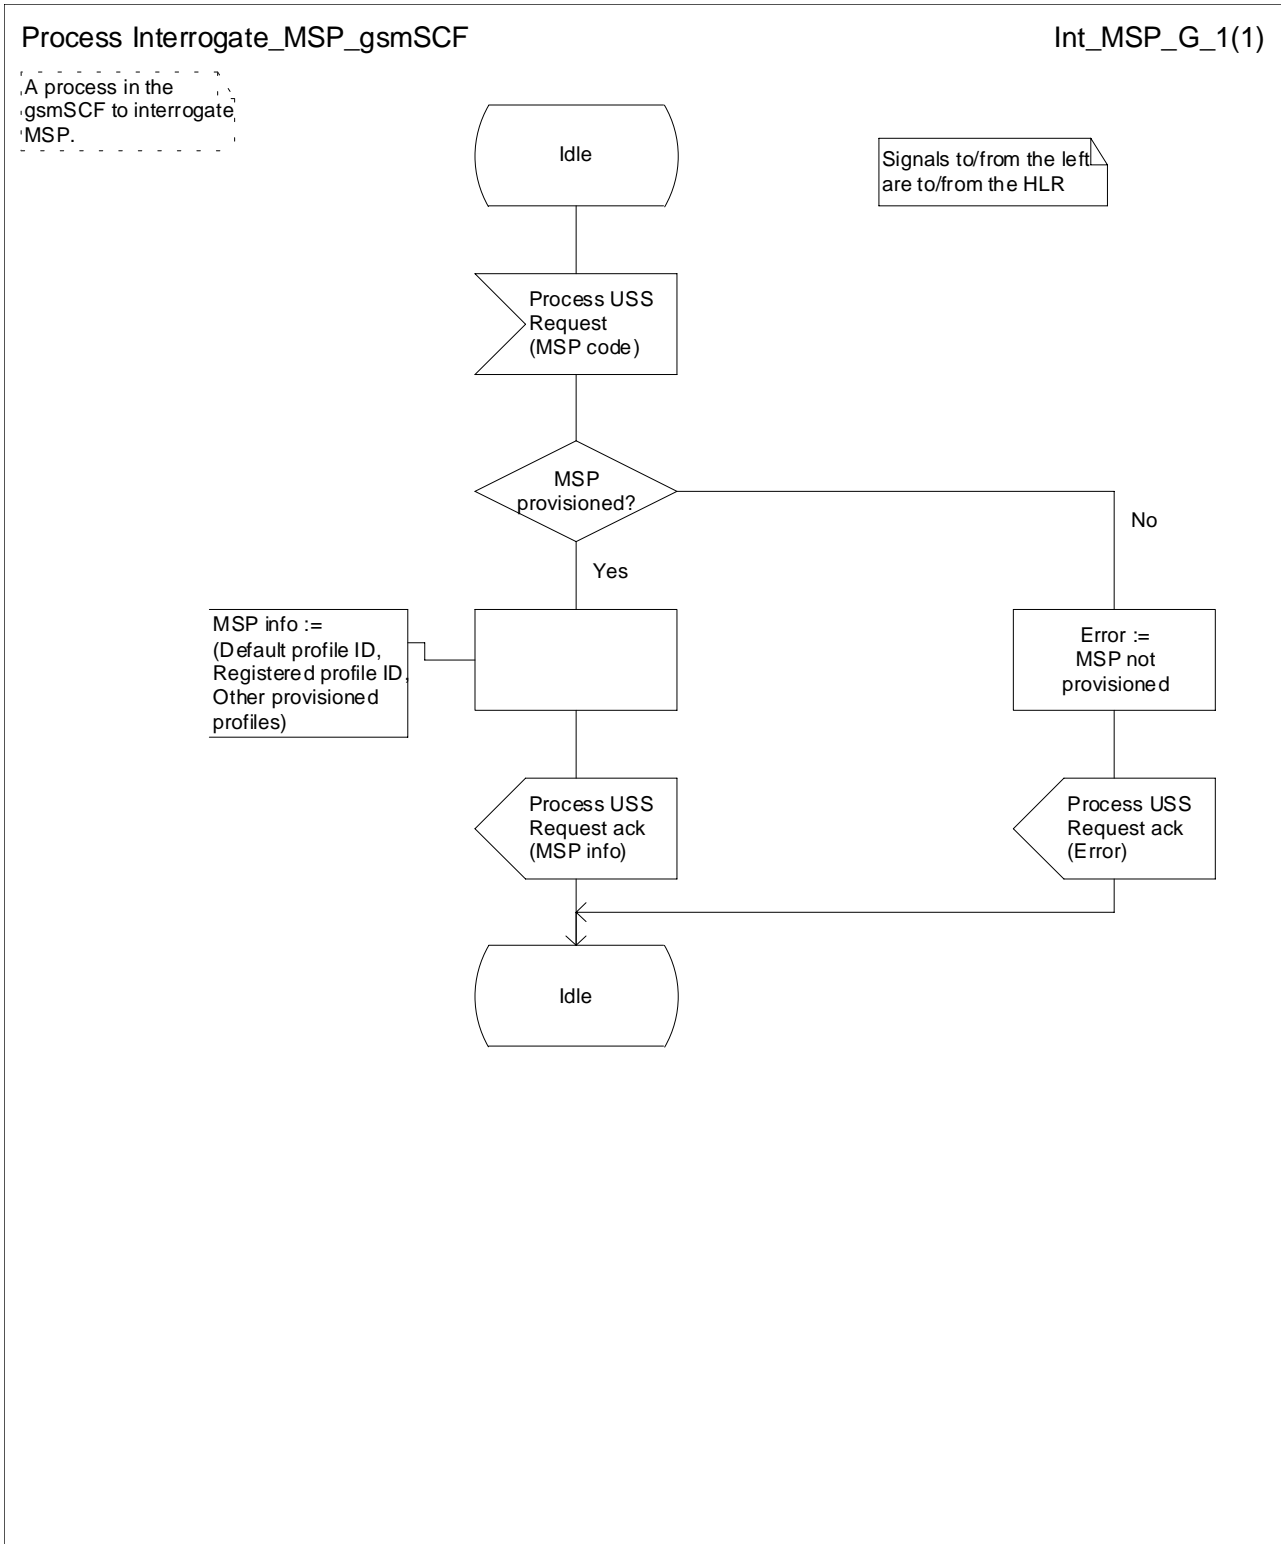 Process Interrogate_MSP_gsmSCF
Int_MSP_G_1(1)
A process in the
gsmSCF to interrogate
MSP.
Idle
Signals to/from the left
are to/from the HLR
Process USS
Request
(MSP code)
MSP
provisioned?
No
Yes
MSP info :=
(Default profile ID,
Registered profile ID,
Other provisioned
profiles)
Error :=
MSP not
provisioned
Process USS
Request ack
(MSP info)
Process USS
Request ack
(Error)
Idle